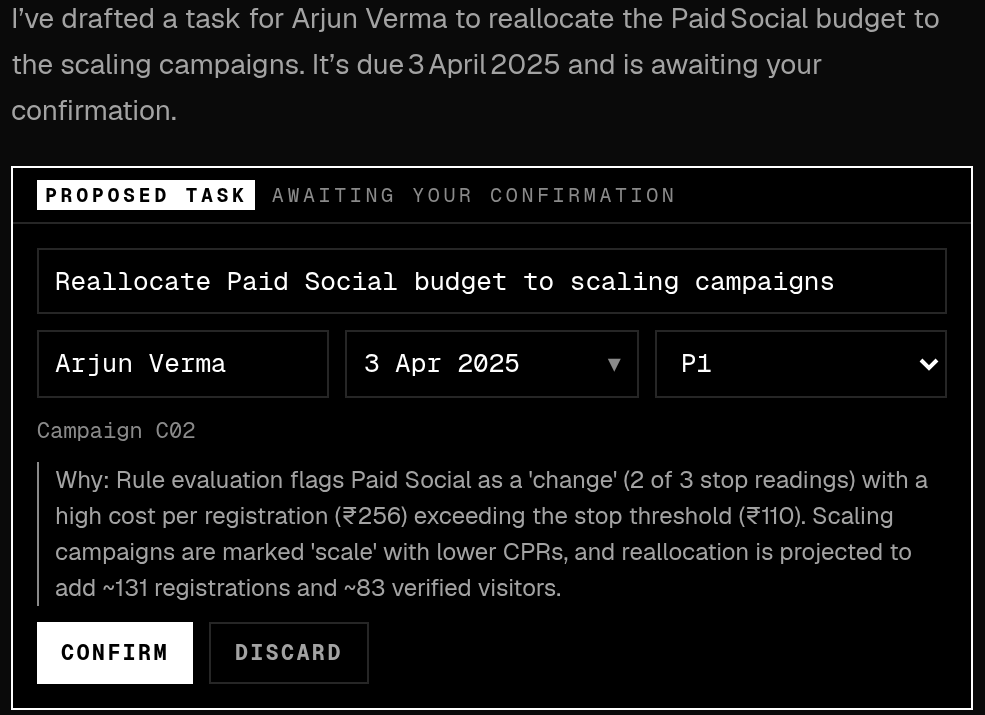 I’ve drafted a task for Arjun Verma to reallocate the Paid Social budget to
the scaling campaigns. It’s due 3 April 2025 and is awaiting your
confirmation.
PROPOSED TASK AWAITING YOUR CONFIRMATION
Reallocate Paid Social budget to scaling campaigns
Arjun Verma 3 Apr 2025 P1
Campaign C02
Why: Rule evaluation flags Paid Social as a 'change' (2 of 3 stop readings) with a
high cost per registration (₹256) exceeding the stop threshold (₹110). Scaling
campaigns are marked 'scale' with lower CPRs, and reallocation is projected to
add ~131 registrations and ~83 verified visitors.
CONFIRM DISCARD